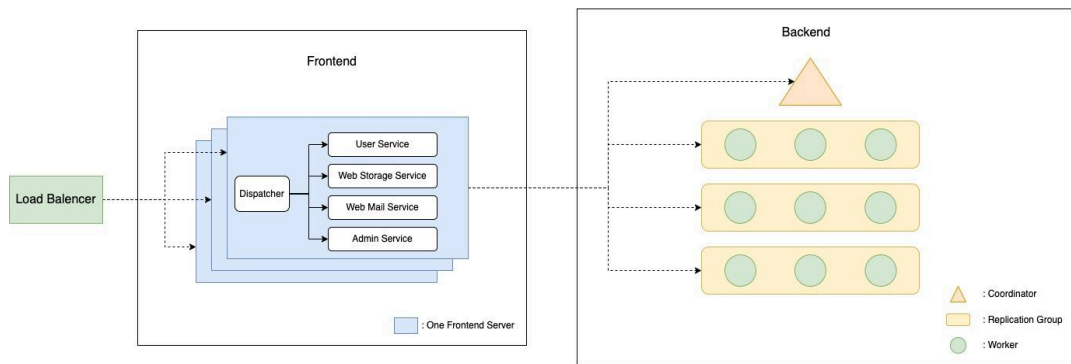 Frontend
Backend
Load Balencer
Dispatcher
User Service
Web Storage Service
Web Mail Service
Admin Service
: One Frontend Server
: Coordinator
: Replication Group
: Worker